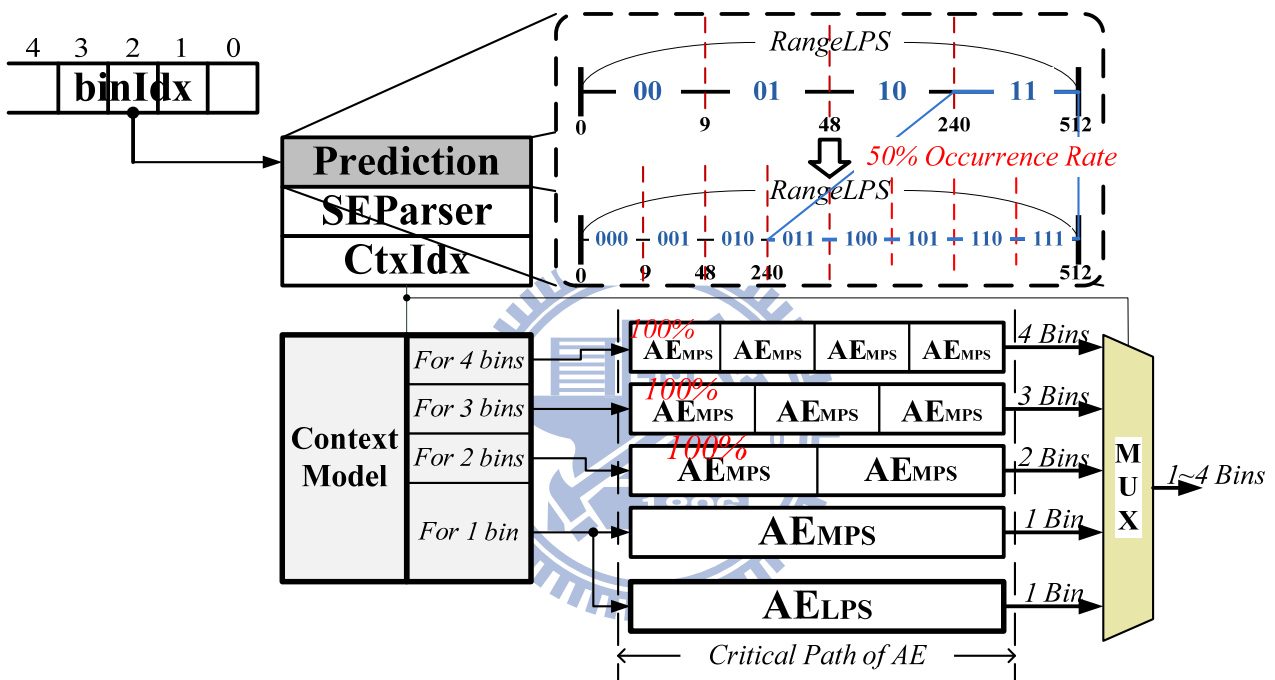 4 3 2 1 0
binIdx
RangeLPS
00 01 10 11
0 9 48 240 512
50% Occurrence Rate
RangeLPS
000 001 010 011 100 101 110 111
0 9 48 240 512
Prediction
SEParser
CtxIdx
Context
Model
For 4 bins
For 3 bins
For 2 bins
For 1 bin
100%
AEMPS AEMPS AEMPS AEMPS
4 Bins
100%
AEMPS AEMPS AEMPS
3 Bins
100%
AEMPS AEMPS
2 Bins
1896
AEMPS
1 Bin
AELPS
1 Bin
M
U
X
1~4 Bins
Critical Path of AE